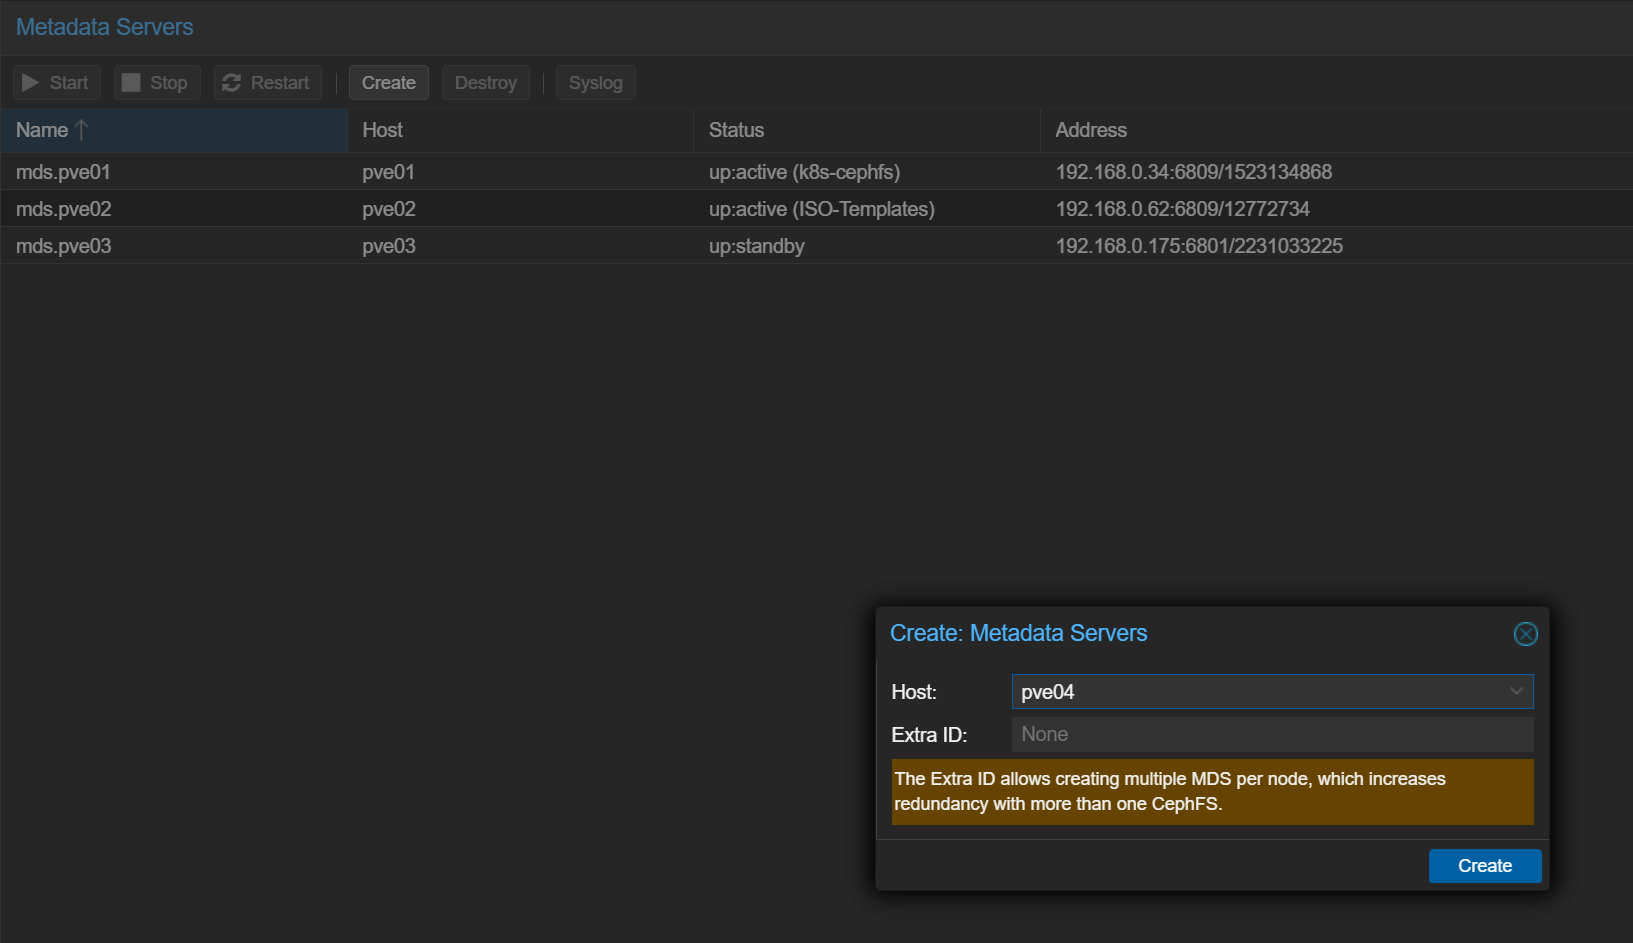 Metadata Servers
Start Stop Restart Create Destroy Syslog
Name Host Status Address
mds.pve01 pve01 up:active (k8s-cephfs) 192.168.0.34:6809/1523134868
mds.pve02 pve02 up:active (ISO-Templates) 192.168.0.62:6809/12772734
mds.pve03 pve03 up:standby 192.168.0.175:6801/2231033225
Create: Metadata Servers
Host: pve04
Extra ID: None
The Extra ID allows creating multiple MDS per node, which increases
redundancy with more than one CephFS.
Create